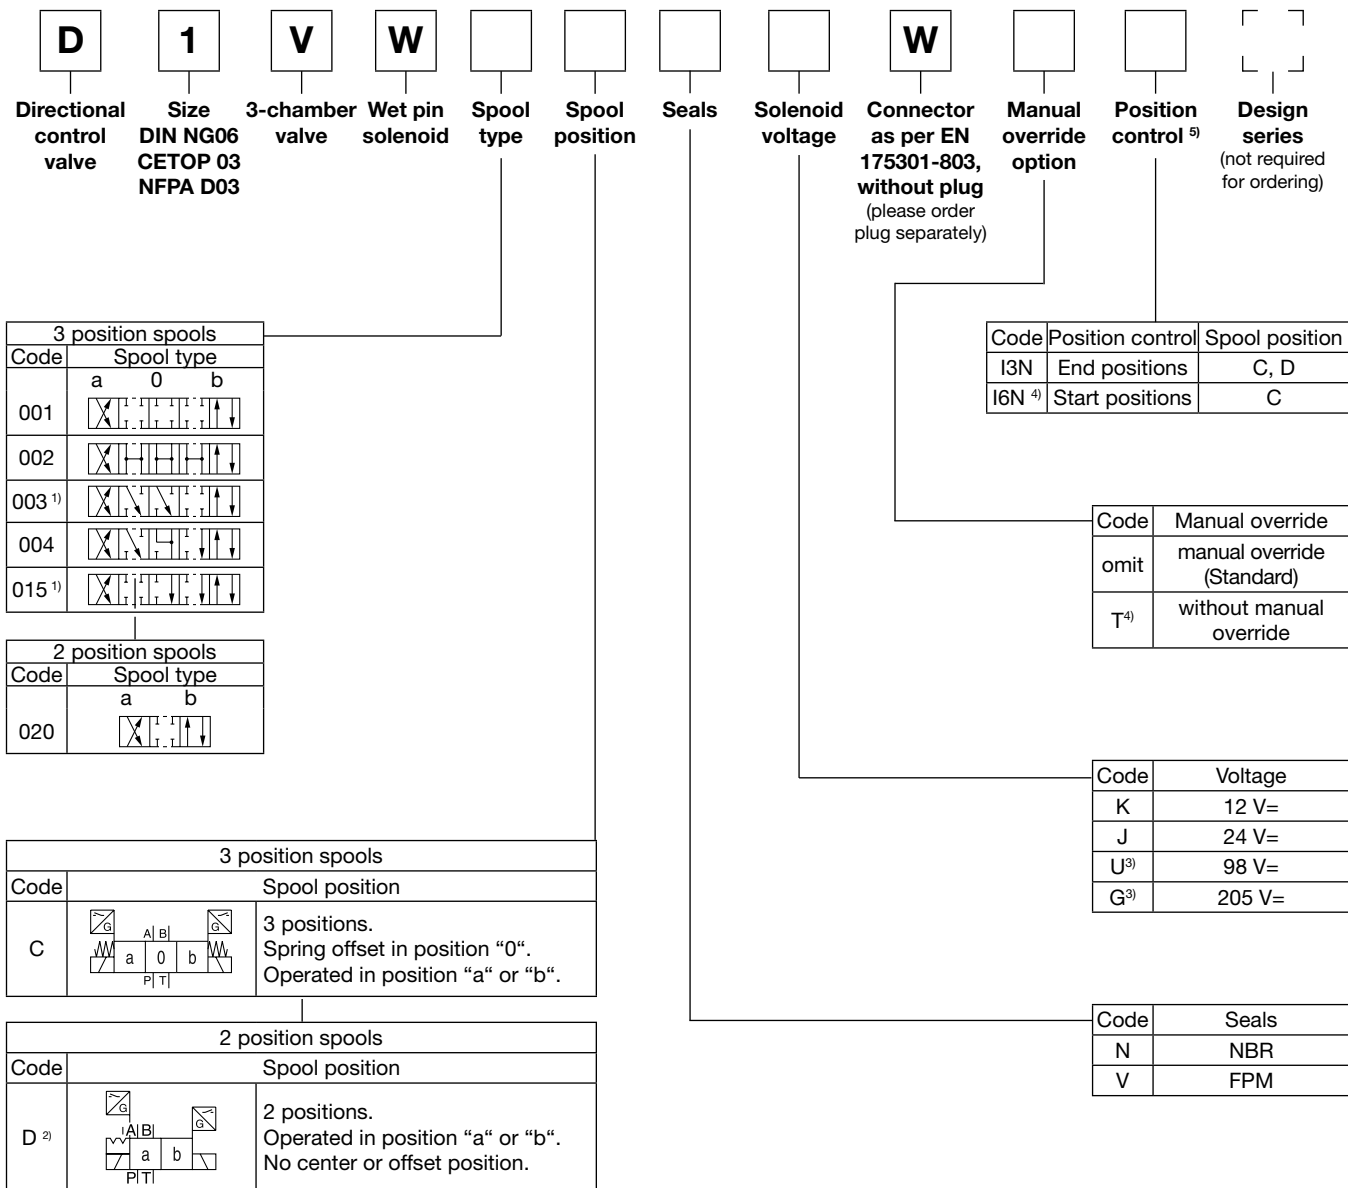 D 1 V W W
Directional control valve
Size DIN NG06 CETOP 03 NFPA D03
3-chamber valve
Wet pin solenoid
Spool type
Spool position
Seals
Solenoid voltage
Connector as per EN 175301-803, without plug (please order plug separately)
Manual override option
Position control 5)
Design series (not required for ordering)
3 position spools
Code Spool type
a 0 b
001
002
003 1)
004
015 1)
2 position spools
Code Spool type
a b
020
Code Position control Spool position
I3N End positions C, D
I6N 4) Start positions C
Code Manual override
omit manual override (Standard)
T4) without manual override
Code Voltage
K 12 V=
J 24 V=
U3) 98 V=
G3) 205 V=
3 position spools
Code Spool position
C
G G
A B
a 0 b
P T
3 positions.
Spring offset in position “0“.
Operated in position “a“ or “b“.
2 position spools
Code Spool position
D 2)
G G
A B
a b
P T
2 positions.
Operated in position “a“ or “b“.
No center or offset position.
Code Seals
N NBR
V FPM